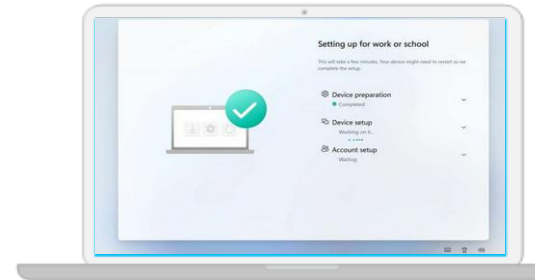 Setting up for work or school
This will take a few minutes. Your device might need to restart as we
complete the setup.
Device preparation
Completed
Device setup
Working on it...
Account setup
Waiting